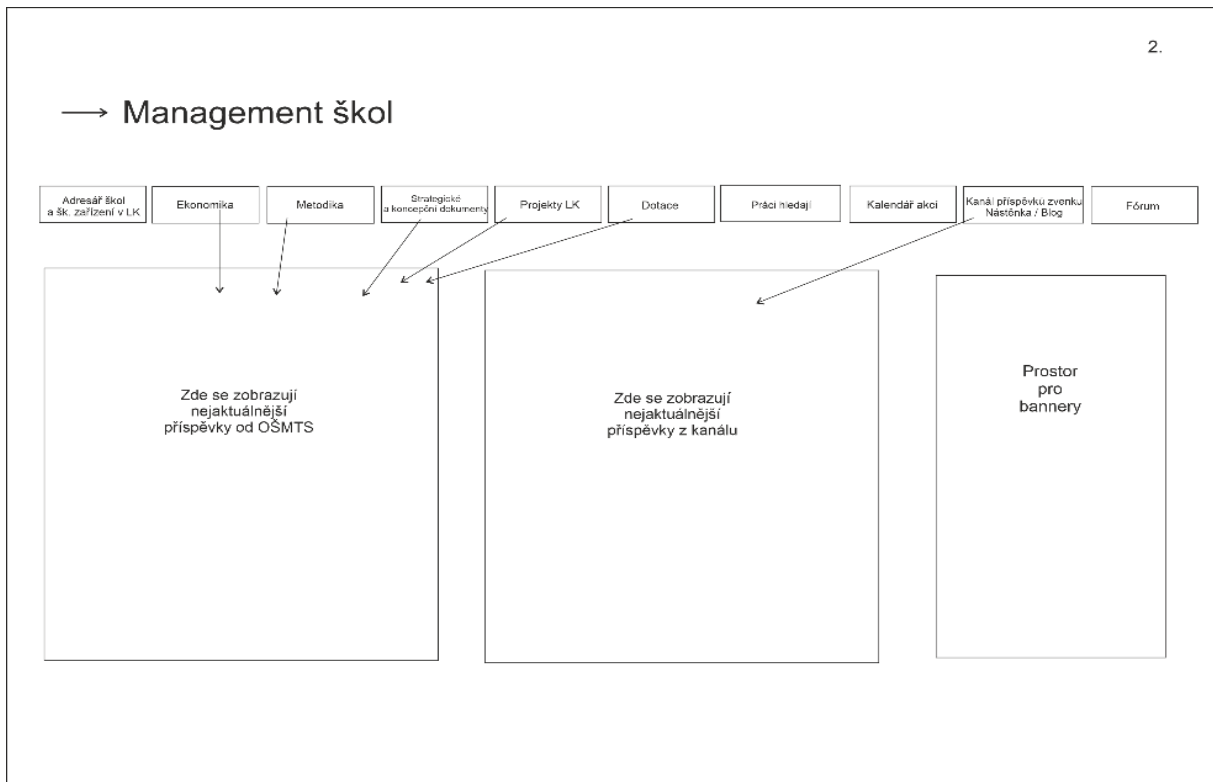 2.
→ Management škol
Adresář škol
a šk. zařízení v LK
Ekonomika
Metodika
Strategické
a koncepční dokumenty
Projekty LK
Dotace
Práci hledají
Kalendář akcí
Kanál příspěvků zvenku
Nástěnka / Blog
Fórum
Zde se zobrazují
nejaktuálnější
příspěvky od OŠMTS
Zde se zobrazují
nejaktuálnější
příspěvky z kanálu
Prostor
pro
bannery